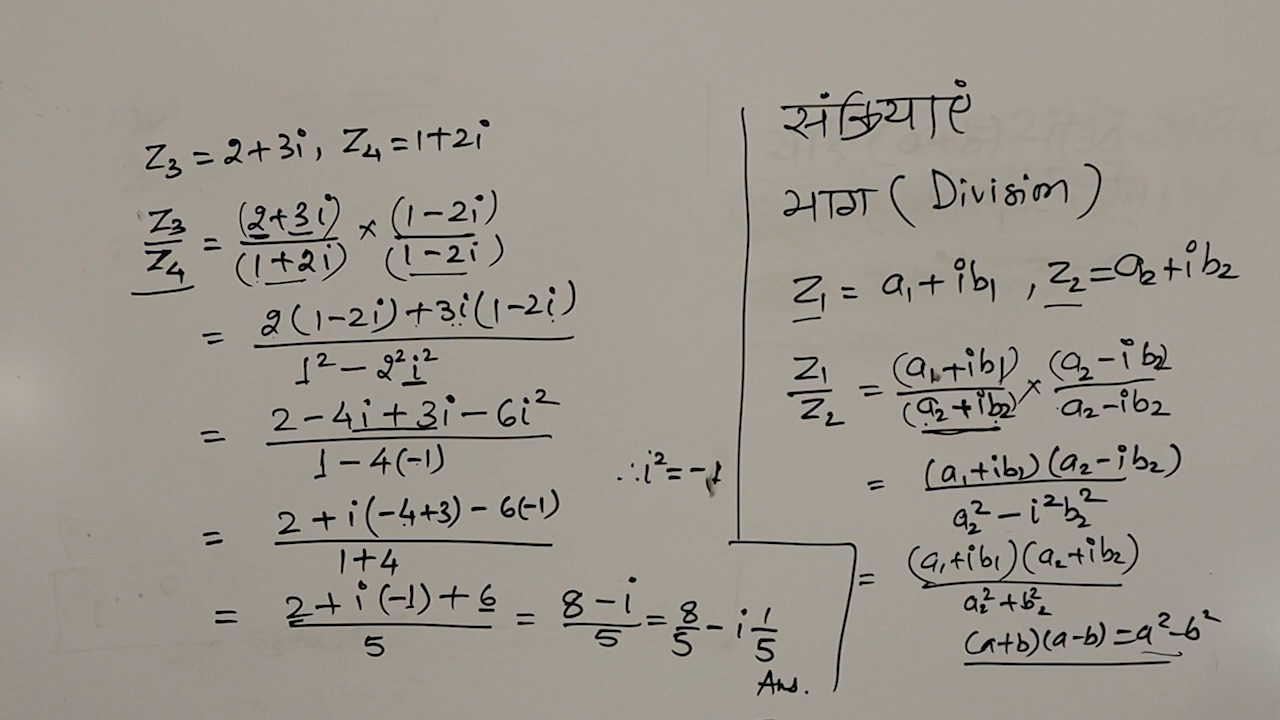 Z₃ = 2+3i, Z₄ = 1+2i
Z₃/Z₄ = (2+3i)/(1+2i) × (1-2i)/(1-2i)
= (2(1-2i)+3i(1-2i))/(1²-2²i²)
= (2-4i+3i-6i²)/(1-4(-1))
∴ i² = -1
= (2+i(-4+3)-6(-1))/(1+4)
= (2+i(-1)+6)/5 = (8-i)/5 = 8/5 - i 1/5
Ans.
संक्रियाएं
भाग (Division)
Z₁ = a₁+ib₁, Z₂ = a₂+ib₂
Z₁/Z₂ = (a₁+ib₁)/(a₂+ib₂) × (a₂-ib₂)/(a₂-ib₂)
= (a₁+ib₂)(a₂-ib₂)/(a₂²-i²b₂²)
= (a₁+ib₁)(a₂+ib₂)/(a₂²+b₂²)
(a+b)(a-b) = a²-b²